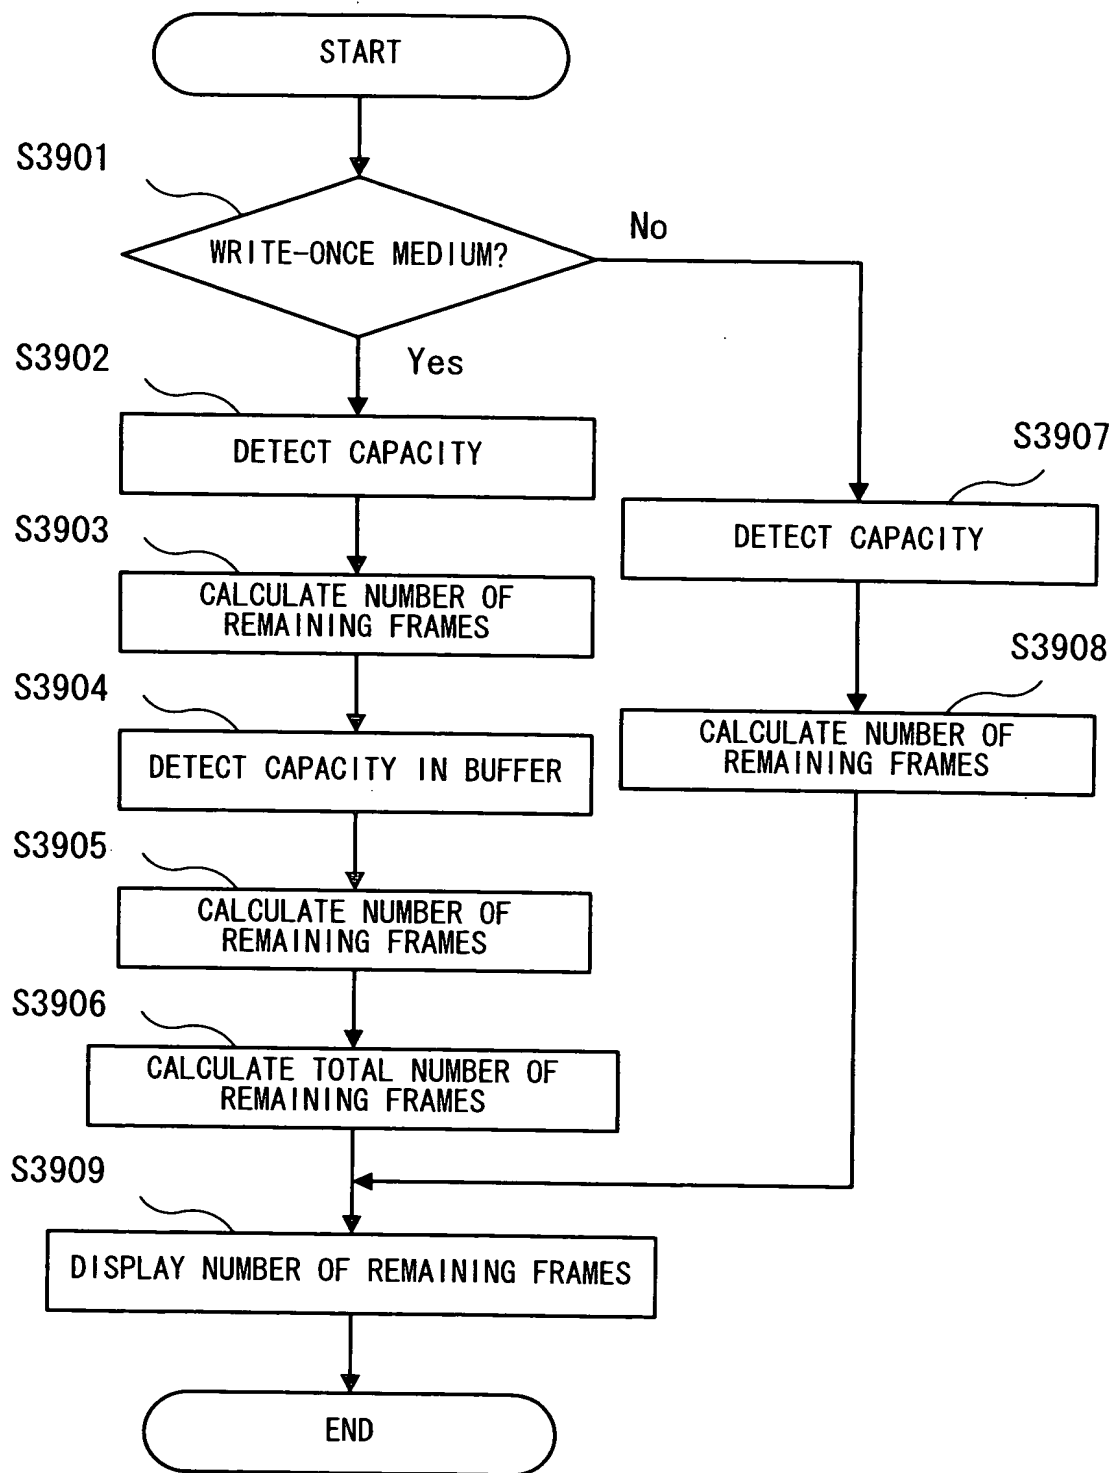 START
S3901
WRITE-ONCE MEDIUM?
No
Yes
S3902
DETECT CAPACITY
S3903
CALCULATE NUMBER OF
REMAINING FRAMES
S3904
DETECT CAPACITY IN BUFFER
S3905
CALCULATE NUMBER OF
REMAINING FRAMES
S3906
CALCULATE TOTAL NUMBER OF
REMAINING FRAMES
S3907
DETECT CAPACITY
S3908
CALCULATE NUMBER OF
REMAINING FRAMES
S3909
DISPLAY NUMBER OF REMAINING FRAMES
END